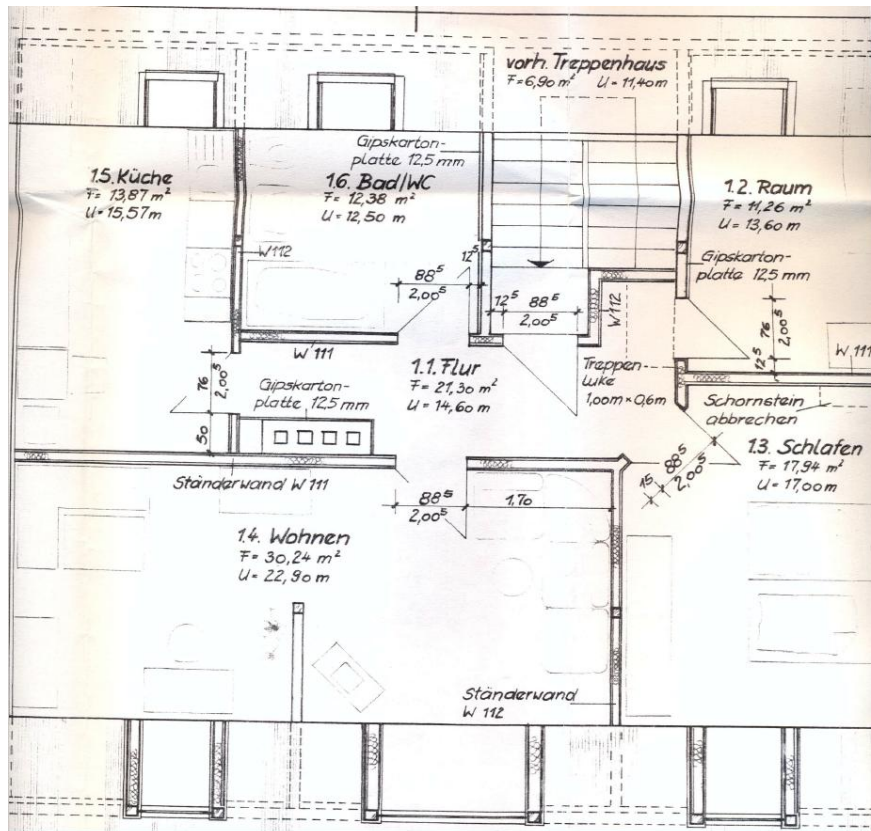 vorh. Treppenhaus
F=6,90 m² U=11,40m
Gipskarton-
platte 12,5 mm
1.5. Küche
F= 13,87 m²
U= 15,57m
1.6. Bad/WC
F= 12,38 m²
U= 12,50 m
1.2. Raum
F= 11,26 m²
U= 13,60m
W112
Gipskarton-
platte 12,5 mm
12⁵
88⁵
2,00⁵
12⁵
88⁵
2,00⁵
W112
76
2,00⁵
12⁵
W 111
W 111
1.1. Flur
F= 21,30 m²
U= 14,60 m
Treppen-
luke
1,00m×0,6m
76
2,00⁵
50
Gipskarton-
platte 12,5 mm
Schornstein
abbrechen
1.3. Schlafen
F= 17,94 m²
U= 17,00m
15
88⁵
2,00⁵
Ständerwand W 111
88⁵
2,00⁵
1,70
1.4. Wohnen
F= 30,24 m²
U= 22,90 m
Ständerwand
W 112